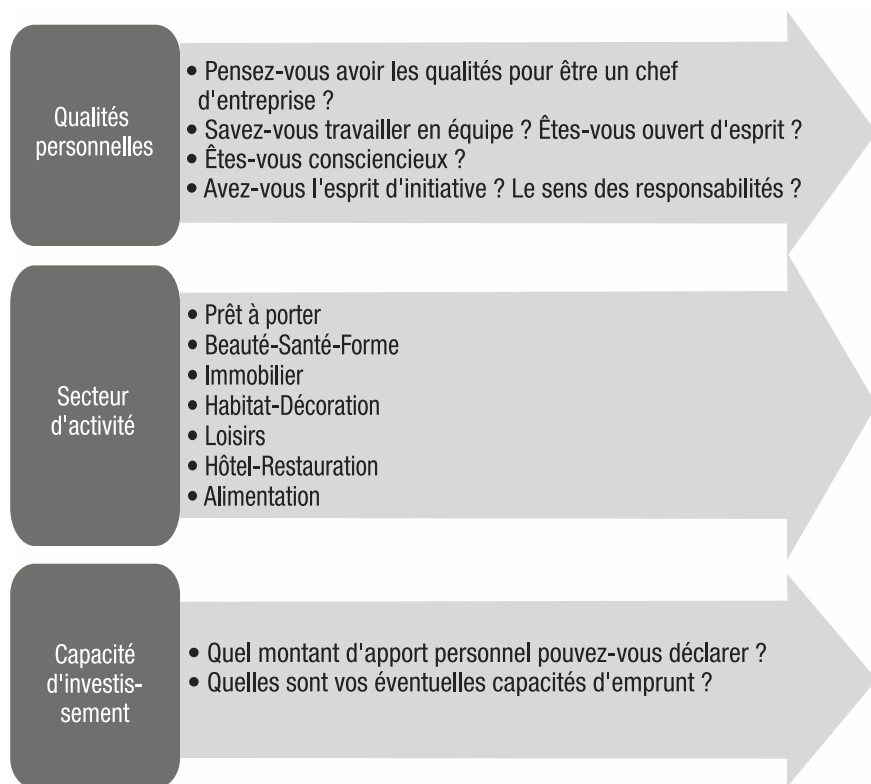 Qualités
personnelles
• Pensez-vous avoir les qualités pour être un chef
d'entreprise ?
• Savez-vous travailler en équipe ? Êtes-vous ouvert d'esprit ?
• Êtes-vous consciencieux ?
• Avez-vous l'esprit d'initiative ? Le sens des responsabilités ?
Secteur
d'activité
• Prêt à porter
• Beauté-Santé-Forme
• Immobilier
• Habitat-Décoration
• Loisirs
• Hôtel-Restauration
• Alimentation
Capacité
d'investis-
sement
• Quel montant d'apport personnel pouvez-vous déclarer ?
• Quelles sont vos éventuelles capacités d'emprunt ?